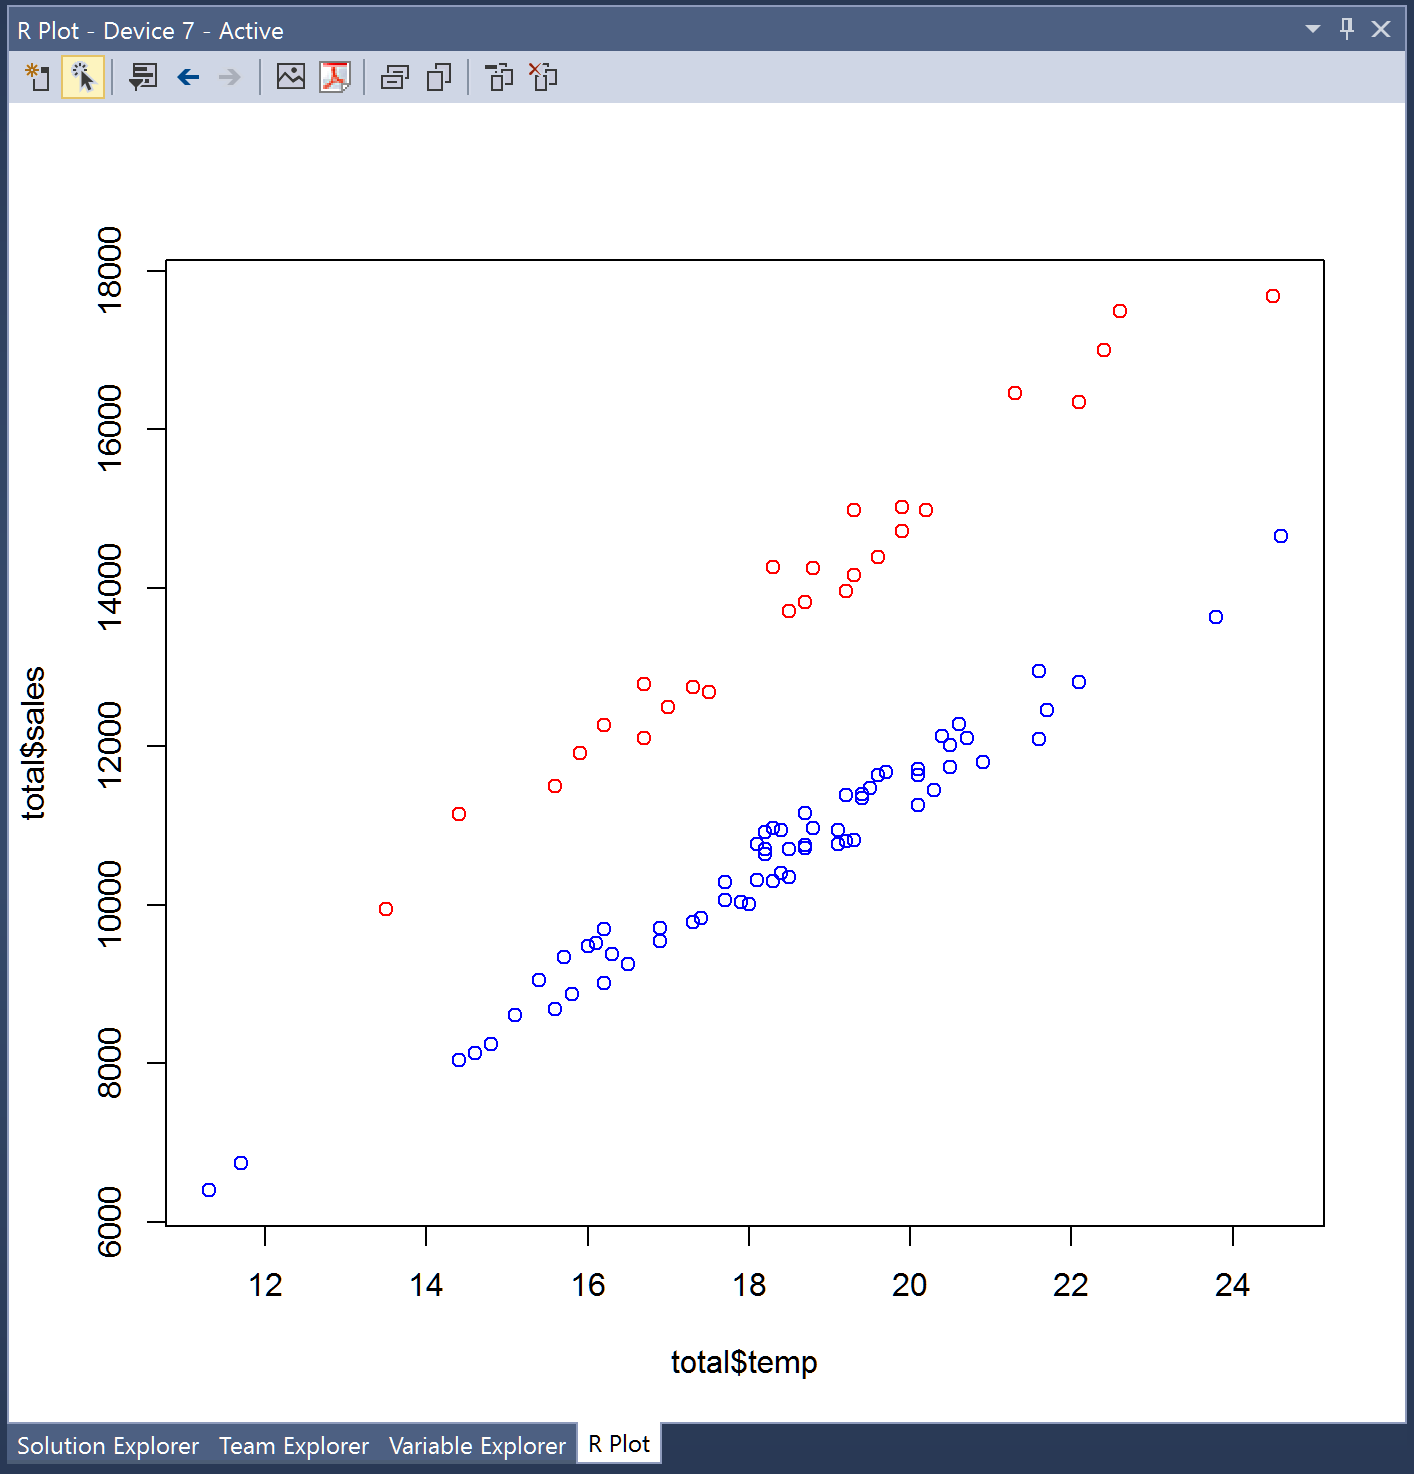 R Plot - Device 7 - Active
18000
16000
14000
12000
10000
8000
6000
total$sales
12 14 16 18 20 22 24
total$temp
Solution Explorer Team Explorer Variable Explorer R Plot